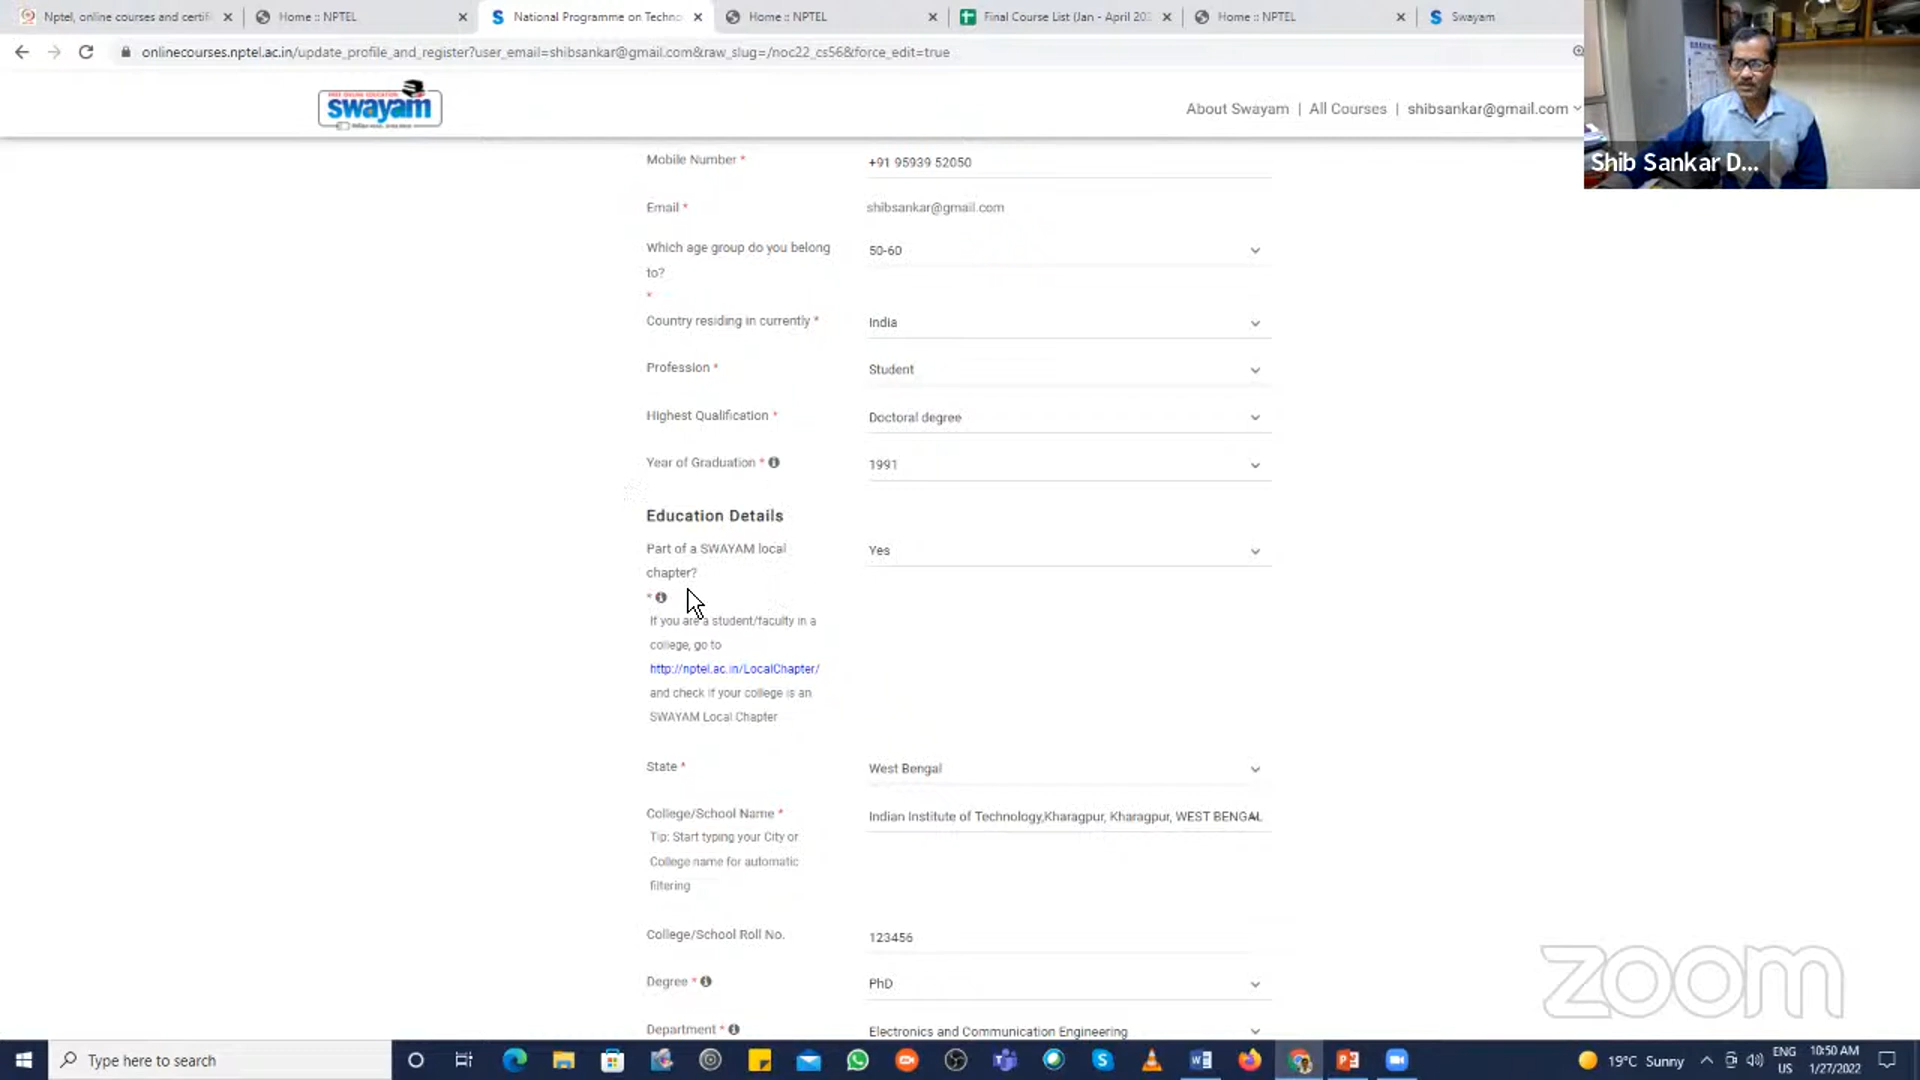 Nptel, online courses and certifi
Home :: NPTEL
National Programme on Techno
Home :: NPTEL
Final Course List (Jan - April 202
Home :: NPTEL
Swayam
onlinecourses.nptel.ac.in/update_profile_and_register?user_email=shibsankar@gmail.com&raw_slug=/noc22_cs56&force_edit=true
FREE ONLINE EDUCATION
swayam
About Swayam | All Courses | shibsankar@gmail.com
Shib Sankar D...
Mobile Number *
+91 95939 52050
Email *
shibsankar@gmail.com
Which age group do you belong
to?
*
50-60
Country residing in currently *
India
Profession *
Student
Highest Qualification *
Doctoral degree
Year of Graduation *
1991
Education Details
Part of a SWAYAM local
chapter?
*
Yes
If you are a student/faculty in a
college, go to
http://nptel.ac.in/LocalChapter/
and check if your college is an
SWAYAM Local Chapter
State *
West Bengal
College/School Name *
Indian Institute of Technology,Kharagpur, Kharagpur, WEST BENGAL
Tip: Start typing your City or
College name for automatic
filtering
College/School Roll No.
123456
Degree *
PhD
Department *
Electronics and Communication Engineering
zoom
Type here to search
19°C Sunny
ENG
US
10:50 AM
1/27/2022